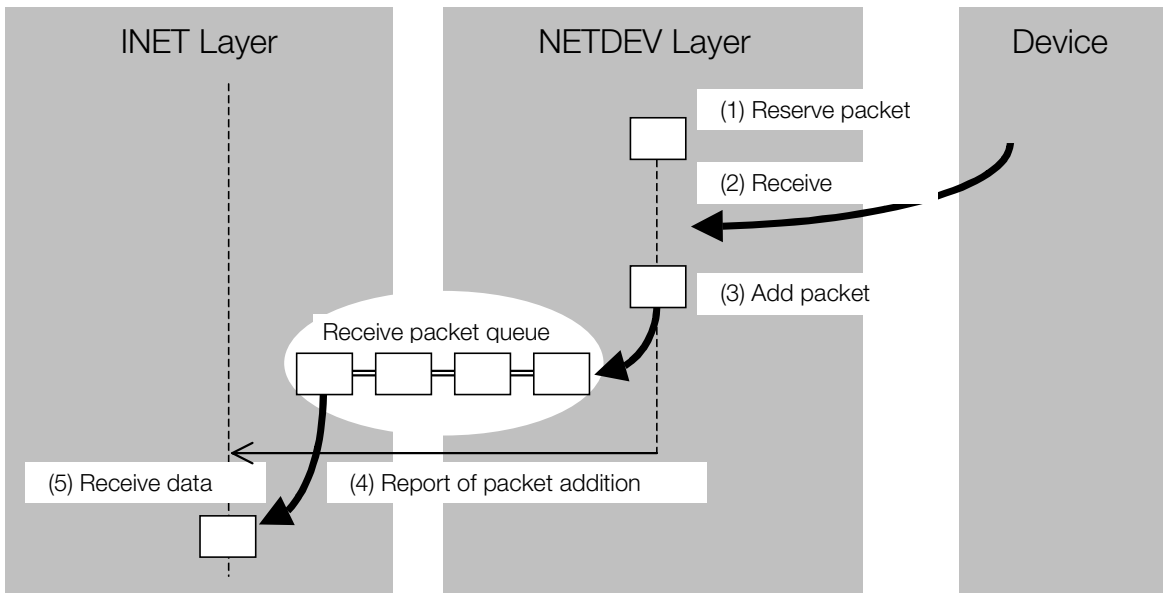 INET Layer
NETDEV Layer
Device
(1) Reserve packet
(2) Receive
(3) Add packet
Receive packet queue
(4) Report of packet addition
(5) Receive data